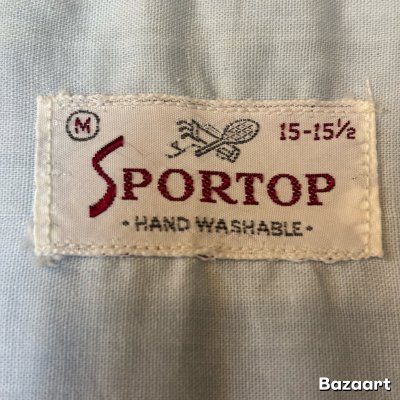 M
15-15½
SPORTOP
• HAND WASHABLE •
Bazaart